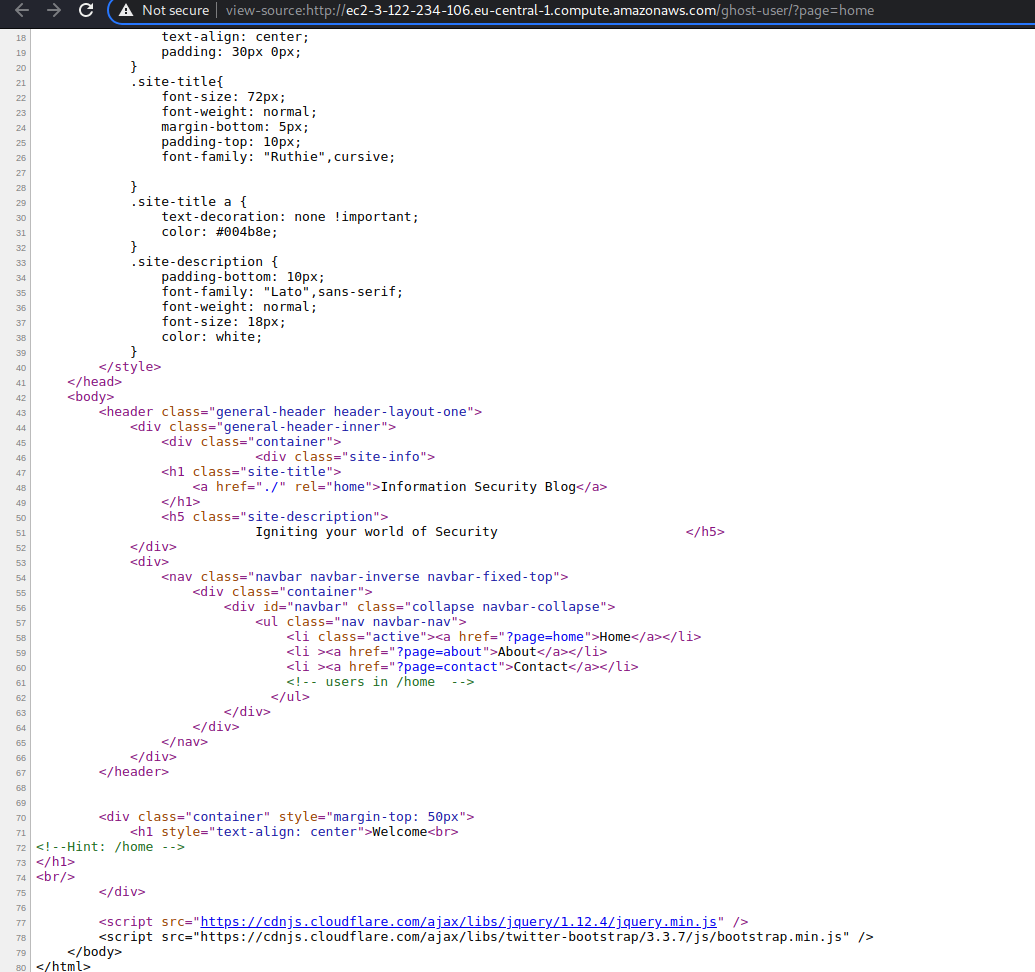 Not secure | view-source:http://ec2-3-122-234-106.eu-central-1.compute.amazonaws.com/ghost-user/?page=home
18 text-align: center;
19 padding: 30px 0px;
20 }
21 .site-title{
22 font-size: 72px;
23 font-weight: normal;
24 margin-bottom: 5px;
25 padding-top: 10px;
26 font-family: "Ruthie",cursive;
27
28 }
29 .site-title a {
30 text-decoration: none !important;
31 color: #004b8e;
32 }
33 .site-description {
34 padding-bottom: 10px;
35 font-family: "Lato",sans-serif;
36 font-weight: normal;
37 font-size: 18px;
38 color: white;
39 }
40 </style>
41 </head>
42 <body>
43 <header class="general-header header-layout-one">
44 <div class="general-header-inner">
45 <div class="container">
46 <div class="site-info">
47 <h1 class="site-title">
48 <a href="./" rel="home">Information Security Blog</a>
49 </h1>
50 <h5 class="site-description">
51 Igniting your world of Security </h5>
52 </div>
53 <div>
54 <nav class="navbar navbar-inverse navbar-fixed-top">
55 <div class="container">
56 <div id="navbar" class="collapse navbar-collapse">
57 <ul class="nav navbar-nav">
58 <li class="active"><a href="?page=home">Home</a></li>
59 <li ><a href="?page=about">About</a></li>
60 <li ><a href="?page=contact">Contact</a></li>
61 <!-- users in /home  -->
62 </ul>
63 </div>
64 </div>
65 </nav>
66 </div>
67 </header>
68
69
70 <div class="container" style="margin-top: 50px">
71 <h1 style="text-align: center">Welcome<br>
72 <!--Hint: /home -->
73 </h1>
74 <br/>
75 </div>
76
77 <script src="https://cdnjs.cloudflare.com/ajax/libs/jquery/1.12.4/jquery.min.js" />
78 <script src="https://cdnjs.cloudflare.com/ajax/libs/twitter-bootstrap/3.3.7/js/bootstrap.min.js" />
79 </body>
80 </html>